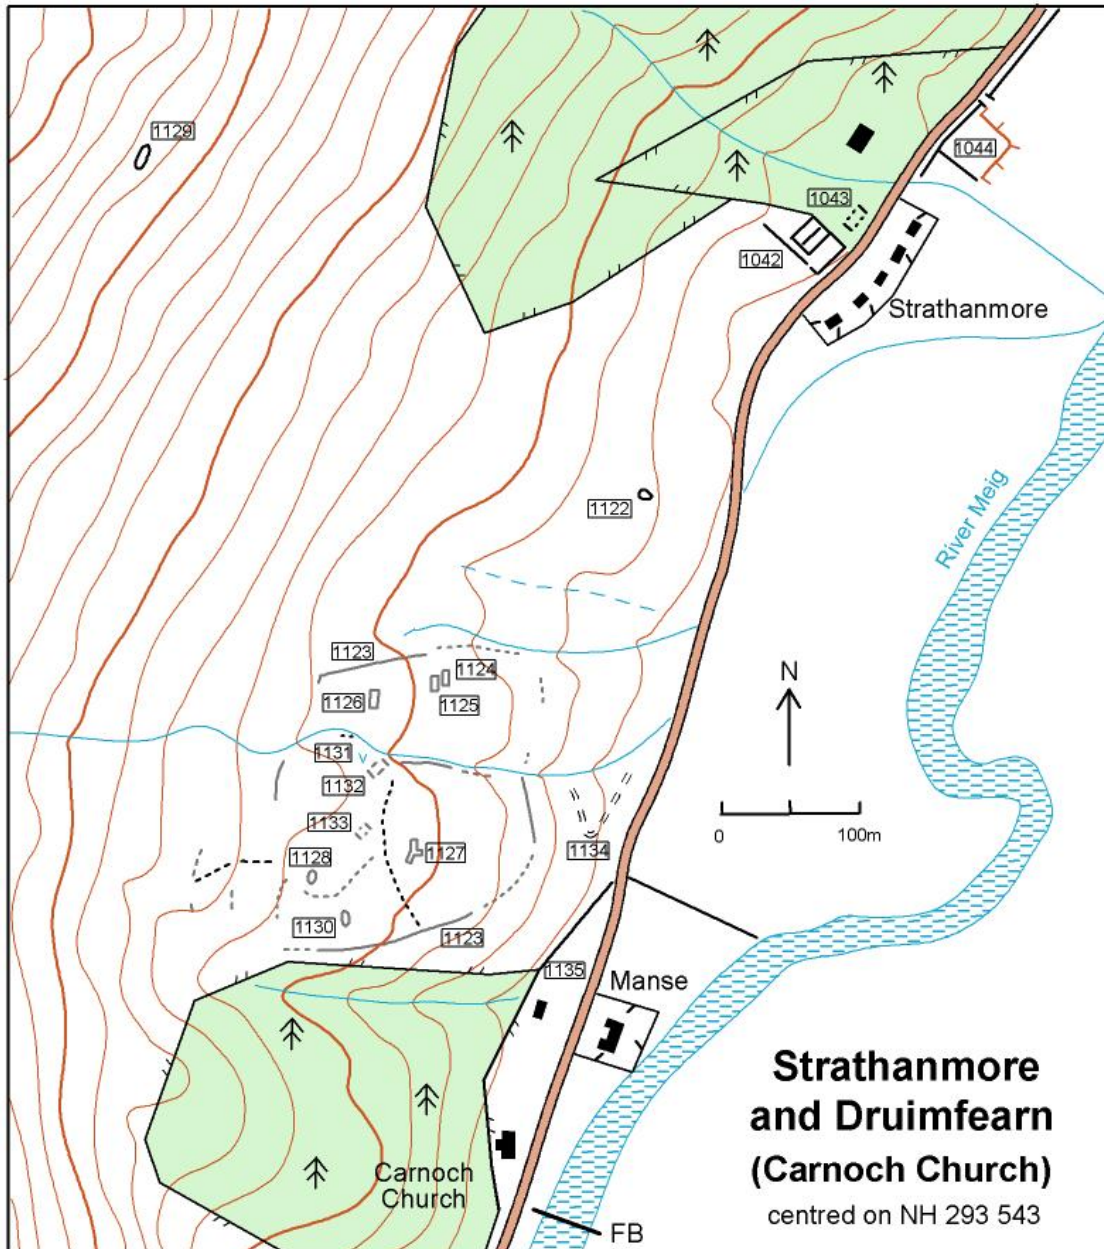 1129
1044
1043
1042
Strathanmore
1122
River Meig
1123
1124
1126
1125
N
1131
1132
0 100m
1133
1128
1127
1134
1130
1123
1135
Manse
Strathanmore
and Druimfearn
(Carnoch Church)
centred on NH 293 543
Carnoch
Church
FB